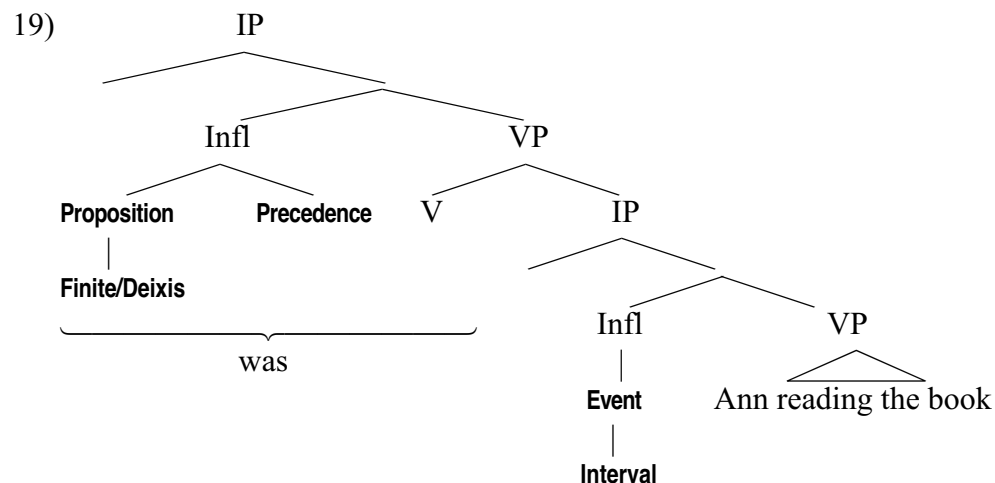 19) IP
Infl VP
Proposition Precedence V IP
Finite/Deixis
Infl VP
was
Event Ann reading the book
Interval